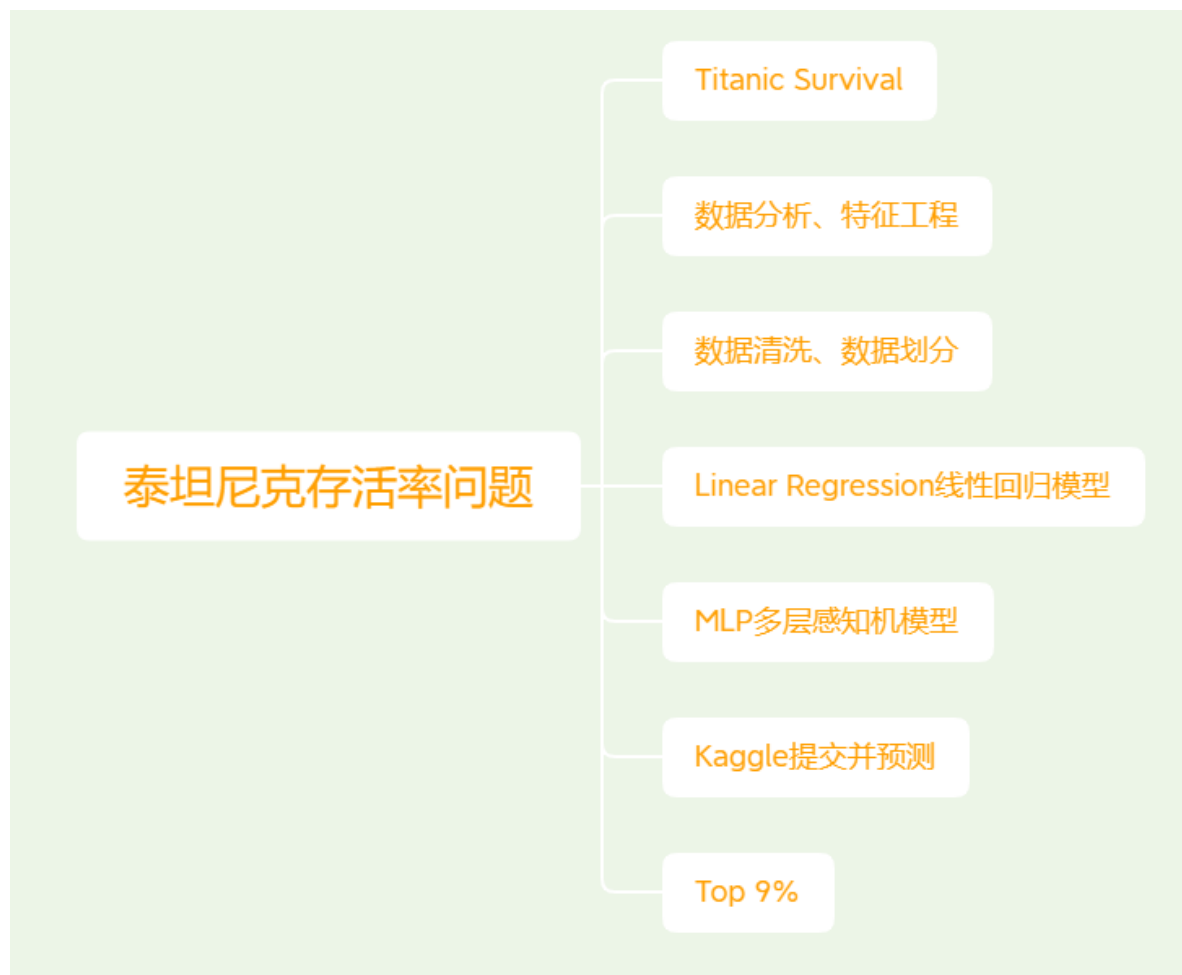 Titanic Survival
数据分析、特征工程
数据清洗、数据划分
泰坦尼克存活率问题
Linear Regression线性回归模型
MLP多层感知机模型
Kaggle提交并预测
Top 9%